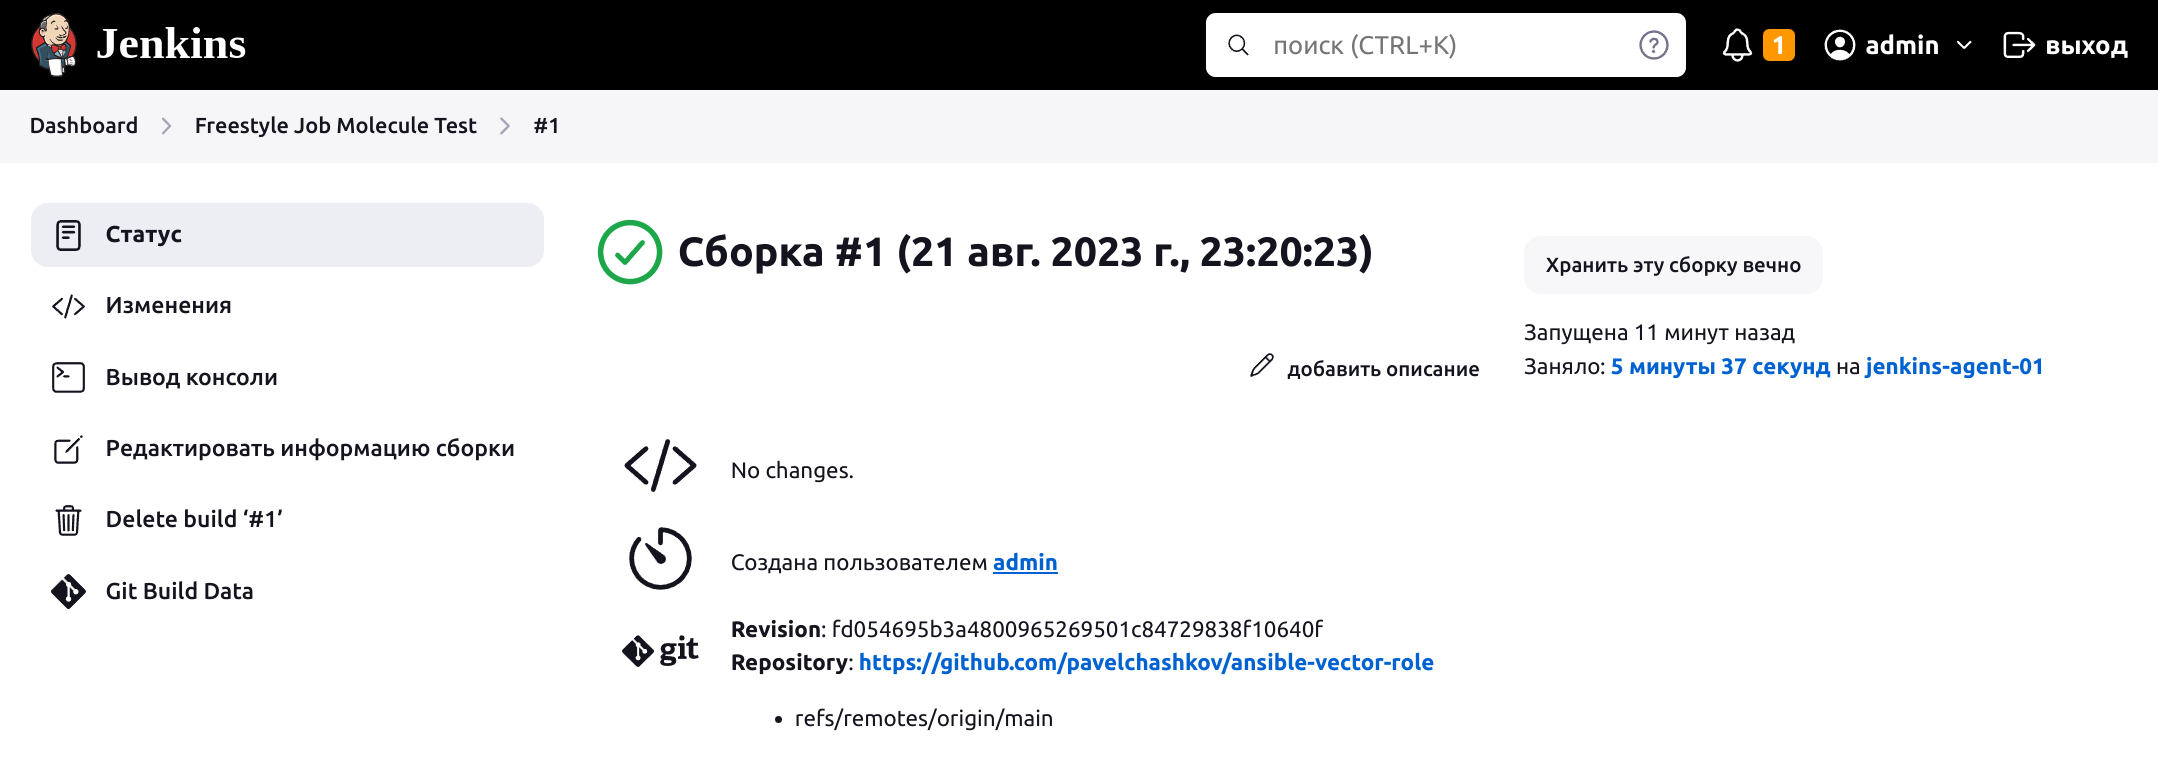 Jenkins
поиск (CTRL+K)
?
1
admin
выход
Dashboard
Freestyle Job Molecule Test
#1
Статус
Изменения
Вывод консоли
Редактировать информацию сборки
Delete build ‘#1’
Git Build Data
Сборка #1 (21 авг. 2023 г., 23:20:23)
Хранить эту сборку вечно
Запущена 11 минут назад
Заняло: 5 минуты 37 секунд на jenkins-agent-01
добавить описание
No changes.
Создана пользователем admin
git
Revision: fd054695b3a4800965269501c84729838f10640f
Repository: https://github.com/pavelchashkov/ansible-vector-role
• refs/remotes/origin/main